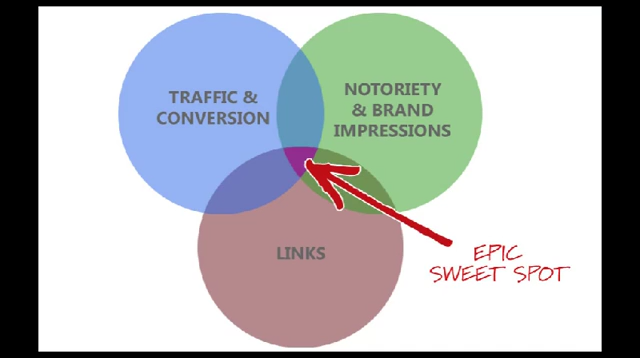 TRAFFIC &
CONVERSION
NOTORIETY
& BRAND
IMPRESSIONS
LINKS
EPIC
SWEET SPOT